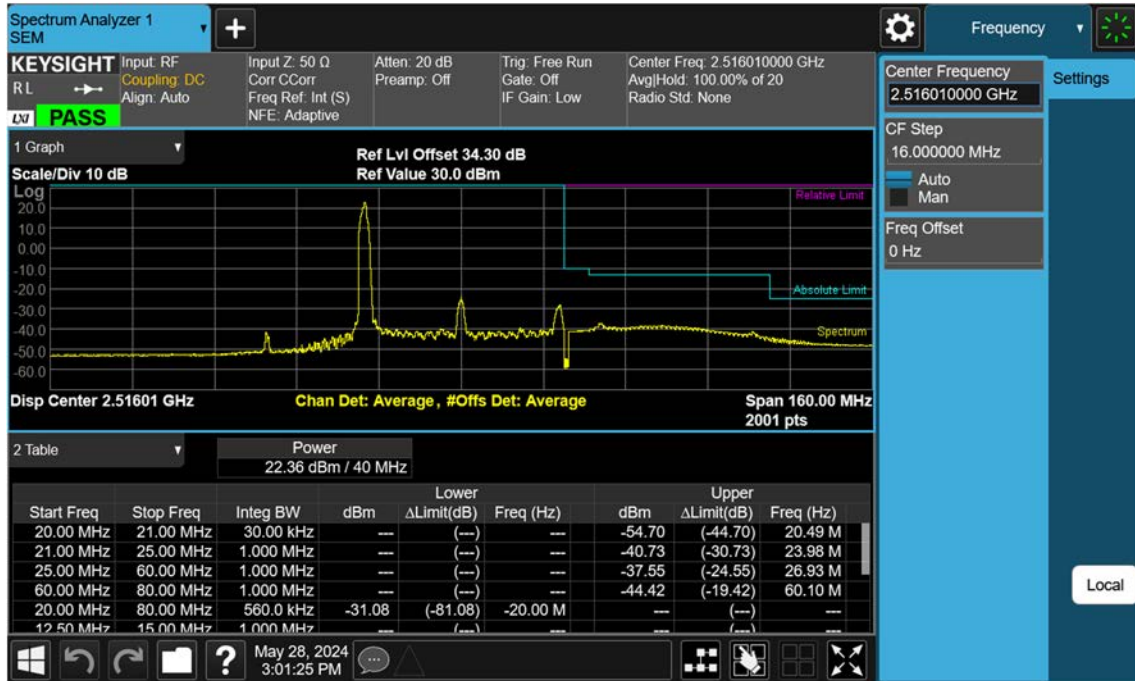 Spectrum Analyzer 1
SEM
Frequency
KEYSIGHT
RL
LXI
PASS
Input: RF
Coupling: DC
Align: Auto
Input Z: 50 Ω
Corr CCorr
Freq Ref: Int (S)
NFE: Adaptive
Atten: 20 dB
Preamp: Off
Trig: Free Run
Gate: Off
IF Gain: Low
Center Freq: 2.516010000 GHz
Avg|Hold: 100.00% of 20
Radio Std: None
Center Frequency
2.516010000 GHz
Settings
CF Step
16.000000 MHz
Auto
Man
Freq Offset
0 Hz
Local
1 Graph
Scale/Div 10 dB
Ref Lvl Offset 34.30 dB
Ref Value 30.0 dBm
Log
20.0
10.0
0.00
-10.0
-20.0
-30.0
-40.0
-50.0
-60.0
Relative Limit
Absolute Limit
Spectrum
Disp Center 2.51601 GHz
Chan Det: Average, #Offs Det: Average
Span 160.00 MHz
2001 pts
2 Table
Power
22.36 dBm / 40 MHz
Lower Upper
Start Freq Stop Freq Integ BW dBm ΔLimit(dB) Freq (Hz) dBm ΔLimit(dB) Freq (Hz)
20.00 MHz 21.00 MHz 30.00 kHz --- (---) --- -54.70 (-44.70) 20.49 M
21.00 MHz 25.00 MHz 1.000 MHz --- (---) --- -40.73 (-30.73) 23.98 M
25.00 MHz 60.00 MHz 1.000 MHz --- (---) --- -37.55 (-24.55) 26.93 M
60.00 MHz 80.00 MHz 1.000 MHz --- (---) --- -44.42 (-19.42) 60.10 M
20.00 MHz 80.00 MHz 560.0 kHz -31.08 (-81.08) -20.00 M --- (---) ---
12.50 MHz 15.00 MHz 1.000 MHz --- (---) --- --- (---) ---
May 28, 2024
3:01:25 PM